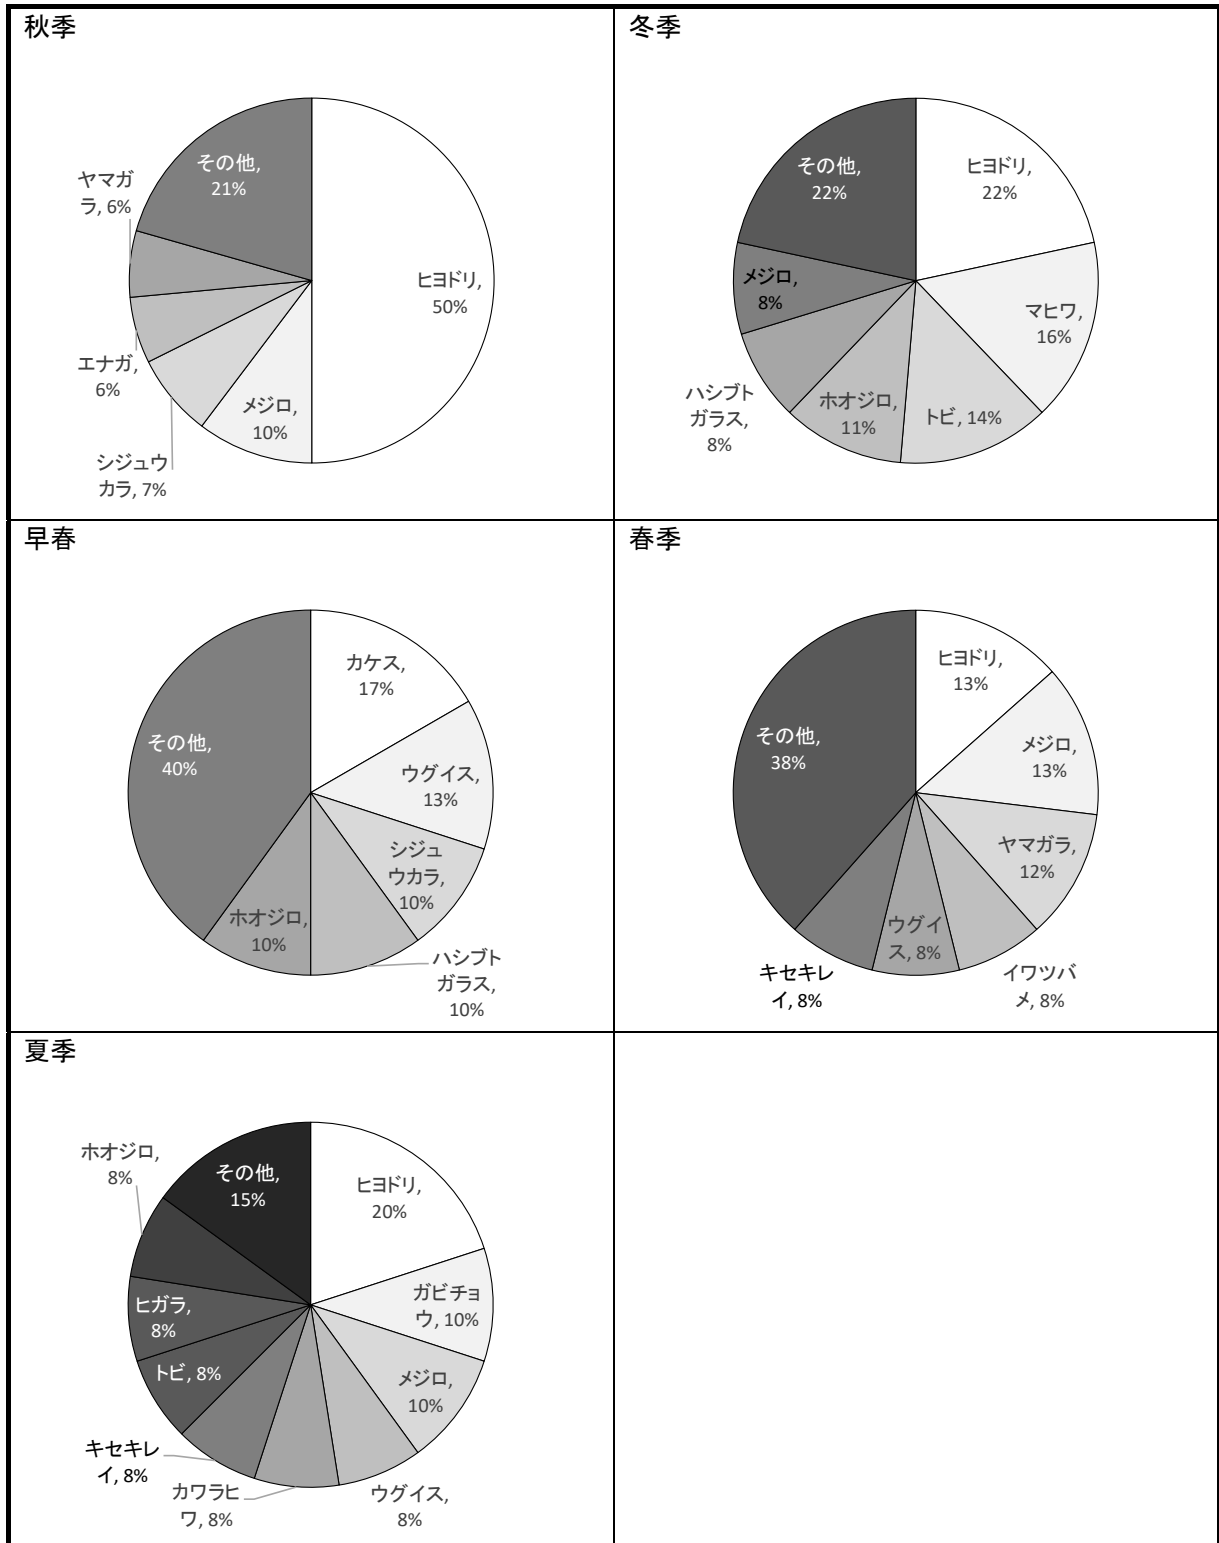 秋季
その他,
21%
ヤマガ
ラ, 6%
ヒヨドリ,
50%
エナガ,
6%
メジロ,
10%
シジュウ
カラ, 7%
冬季
その他,
22%
ヒヨドリ,
22%
メジロ,
8%
マヒワ,
16%
ハシブト
ガラス,
8%
ホオジロ,
11%
トビ, 14%
早春
カケス,
17%
その他,
40%
ウグイス,
13%
シジュ
ウカラ,
10%
ホオジロ,
10%
ハシブト
ガラス,
10%
春季
ヒヨドリ,
13%
その他,
38%
メジロ,
13%
ヤマガラ,
12%
ウグイ
ス, 8%
キセキレ
イ, 8%
イワツバ
メ, 8%
夏季
ホオジロ,
8%
その他,
15%
ヒヨドリ,
20%
ヒガラ,
8%
ガビチョ
ウ, 10%
トビ, 8%
メジロ,
10%
キセキレ
イ, 8%
カワラヒ
ワ, 8%
ウグイス,
8%